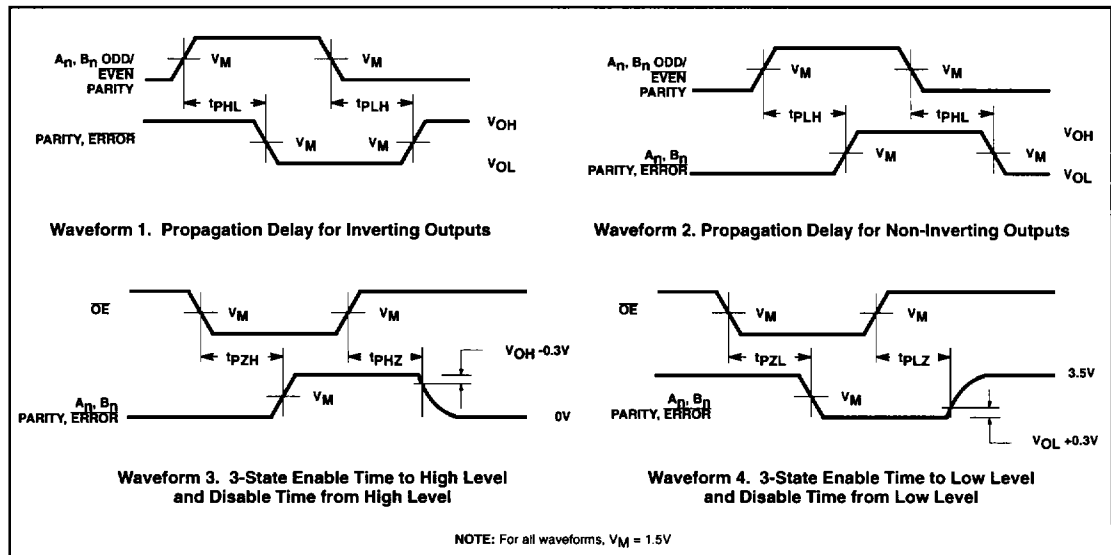 An, Bn ODD/
EVEN
PARITY
VM
VM
tPHL
tPLH
PARITY, ERROR
VM
VM
VOH
VOL
Waveform 1. Propagation Delay for Inverting Outputs
An, Bn ODD/
EVEN
PARITY
VM
VM
tPLH
tPHL
An, Bn
PARITY, ERROR
VM
VM
VOH
VOL
Waveform 2. Propagation Delay for Non-Inverting Outputs
OE
VM
VM
tPZH
tPHZ
VOH -0.3V
An, Bn
PARITY, ERROR
VM
0V
Waveform 3. 3-State Enable Time to High Level
and Disable Time from High Level
OE
VM
VM
tPZL
tPLZ
3.5V
An, Bn
PARITY, ERROR
VM
VOL +0.3V
Waveform 4. 3-State Enable Time to Low Level
and Disable Time from Low Level
NOTE: For all waveforms, VM = 1.5V